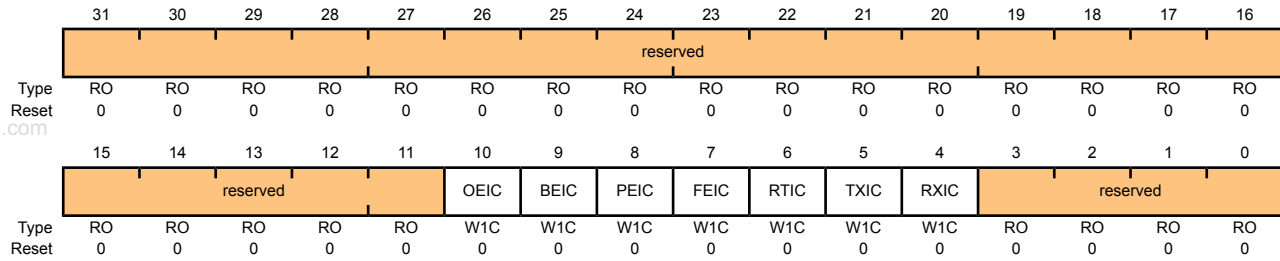 31 30 29 28 27 26 25 24 23 22 21 20 19 18 17 16
reserved
Type RO RO RO RO RO RO RO RO RO RO RO RO RO RO RO RO
Reset 0 0 0 0 0 0 0 0 0 0 0 0 0 0 0 0
.com
15 14 13 12 11 10 9 8 7 6 5 4 3 2 1 0
reserved OEIC BEIC PEIC FEIC RTIC TXIC RXIC reserved
Type RO RO RO RO RO W1C W1C W1C W1C W1C W1C W1C RO RO RO RO
Reset 0 0 0 0 0 0 0 0 0 0 0 0 0 0 0 0